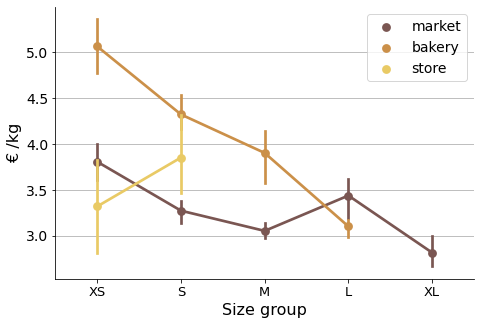 market
bakery
store
5.0
4.5
4.0
3.5
3.0
€ /kg
XS S M L XL
Size group